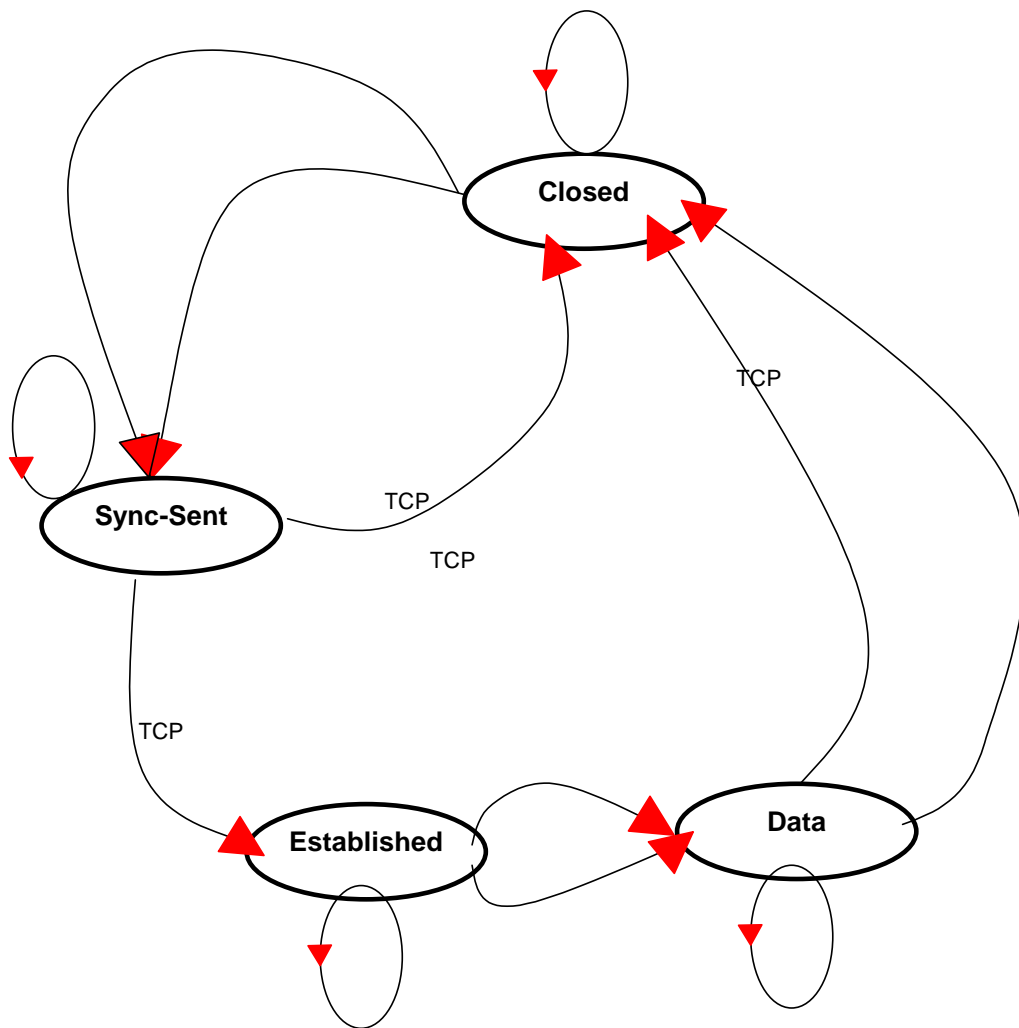 Closed
TCP
TCP
Sync-Sent
TCP
TCP
Data
Established